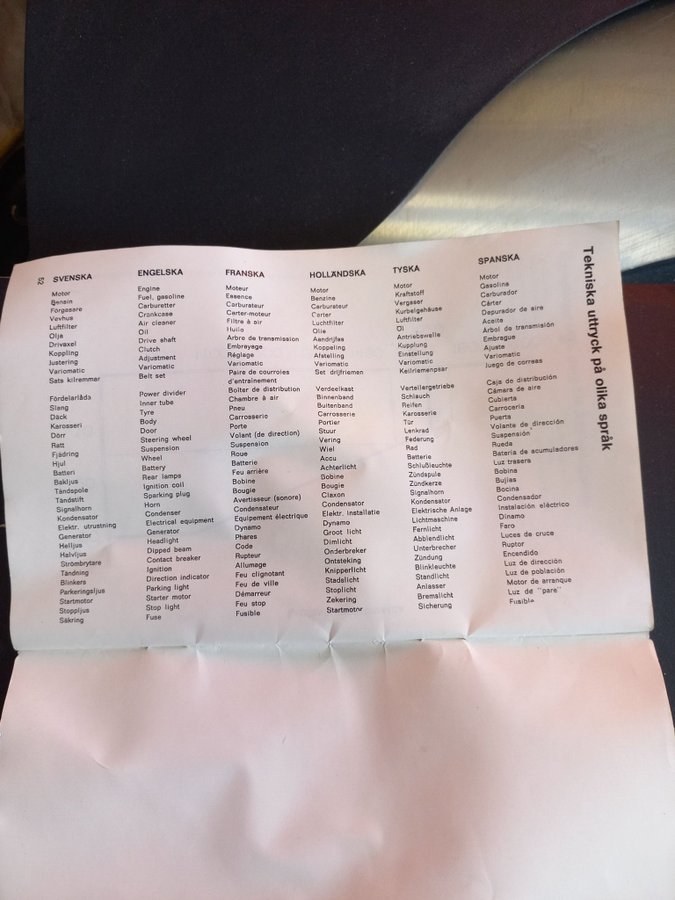 Tekniska uttryck på olika språk
52
SVENSKA
Motor
Bensin
Förgasare
Vevhus
Luftfilter
Olja
Drivaxel
Koppling
Justering
Variomatic
Sats kilremmar
Fördelarlåda
Slang
Däck
Karosseri
Dörr
Ratt
Fjädring
Hjul
Batteri
Bakljus
Tändspole
Tändstift
Signalhorn
Kondensator
Elektr. utrustning
Generator
Helljus
Halvljus
Strömbrytare
Tändning
Blinkers
Parkeringsljus
Startmotor
Stoppljus
Säkring
ENGELSKA
Engine
Fuel, gasoline
Carburetter
Crankcase
Air cleaner
Oil
Drive shaft
Clutch
Adjustment
Variomatic
Belt set
Power divider
Inner tube
Tyre
Body
Door
Steering wheel
Suspension
Wheel
Battery
Rear lamps
Ignition coil
Sparking plug
Horn
Condenser
Electrical equipment
Generator
Headlight
Dipped beam
Contact breaker
Ignition
Direction indicator
Parking light
Starter motor
Stop light
Fuse
FRANSKA
Moteur
Essence
Carburateur
Carter-moteur
Filtre à air
Huile
Arbre de transmission
Embrayage
Réglage
Variomatic
Paire de courroies
d'entraînement
Boîter de distribution
Chambre à air
Pneu
Carrosserie
Porte
Volant (de direction)
Suspension
Roue
Batterie
Feu arrière
Bobine
Bougie
Avertisseur (sonora)
Condensateur
Equipement électrique
Dynamo
Phares
Code
Rupteur
Allumage
Feu clignotant
Feu de ville
Démarreur
Feu stop
Fusible
HOLLÄNDSKA
Motor
Benzine
Carburateur
Carter
Luchtfilter
Olie
Aandrijfas
Koppeling
Afstelling
Variomatic
Set drijfriemen
Verdeelkast
Binnenband
Buitenband
Carrosserie
Portier
Stuur
Vering
Wiel
Accu
Achterlicht
Bobine
Bougie
Claxon
Condensator
Elektr. installatie
Dynamo
Groot licht
Dimlicht
Onderbreker
Ontsteking
Knipperlicht
Stadslicht
Stoplicht
Zekering
Startmotor
TYSKA
Motor
Kraftstoff
Vergaser
Kurbelgehäuse
Luftfilter
Öl
Antriebswelle
Kupplung
Einstellung
Variomatic
Keilriemenpsar
Verteilergetriebe
Schlauch
Reifen
Karosserie
Tür
Lenkrad
Federung
Rad
Batterie
Schlußleuchte
Zündspule
Zündkerze
Signalhorn
Kondensator
Elektrische Anlage
Lichtmaschine
Fernlicht
Abblendlicht
Unterbrecher
Zündung
Blinkleuchte
Standlicht
Anlasser
Bremslicht
Sicherung
SPANSKA
Motor
Gasolina
Carburador
Cárter
Depurador de aire
Aceite
Arbol de transmisión
Embrague
Ajuste
Variomatic
Juego de correas
Caja de distribución
Cámara de aire
Cubierta
Carroceria
Puerta
Volante de dirección
Suspensión
Rueda
Bateria de acumuladores
Luz trasera
Bobina
Bujias
Bocina
Condensador
Instalación eléctrico
Dinamo
Faro
Luces de cruce
Ruptor
Encendido
Luz de dirección
Luz de población
Motor de arranque
Luz de "pare"
Fusible